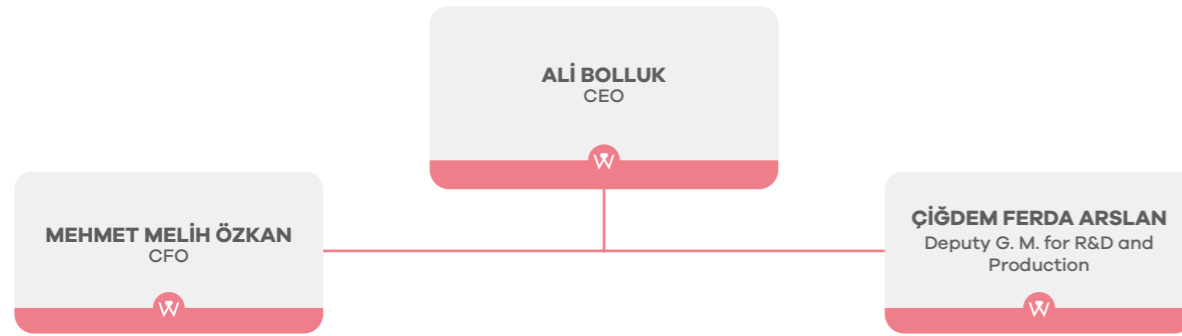 ALİ BOLLUK
CEO
MEHMET MELİH ÖZKAN
CFO
ÇİĞDEM FERDA ARSLAN
Deputy G. M. for R&D and
Production